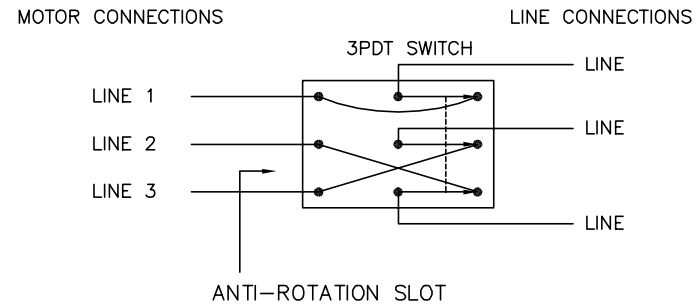 MOTOR CONNECTIONS
LINE CONNECTIONS
3PDT SWITCH
LINE
LINE 1
LINE
LINE 2
LINE 3
LINE
ANTI-ROTATION SLOT